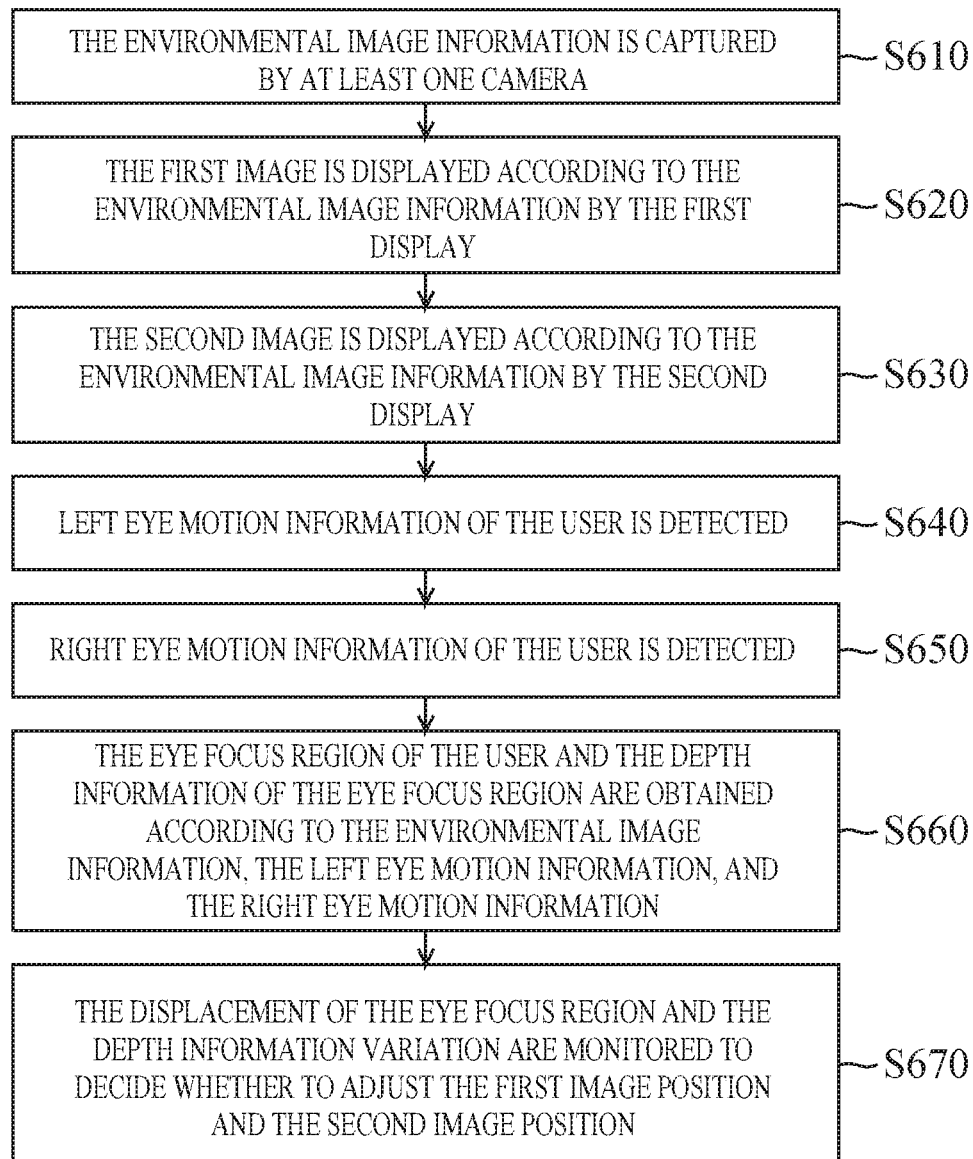 THE ENVIRONMENTAL IMAGE INFORMATION IS CAPTURED
BY AT LEAST ONE CAMERA
S610
THE FIRST IMAGE IS DISPLAYED ACCORDING TO THE
ENVIRONMENTAL IMAGE INFORMATION BY THE FIRST
DISPLAY
S620
THE SECOND IMAGE IS DISPLAYED ACCORDING TO THE
ENVIRONMENTAL IMAGE INFORMATION BY THE SECOND
DISPLAY
S630
LEFT EYE MOTION INFORMATION OF THE USER IS DETECTED
S640
RIGHT EYE MOTION INFORMATION OF THE USER IS DETECTED
S650
THE EYE FOCUS REGION OF THE USER AND THE DEPTH
INFORMATION OF THE EYE FOCUS REGION ARE OBTAINED
ACCORDING TO THE ENVIRONMENTAL IMAGE
INFORMATION, THE LEFT EYE MOTION INFORMATION, AND
THE RIGHT EYE MOTION INFORMATION
S660
THE DISPLACEMENT OF THE EYE FOCUS REGION AND THE
DEPTH INFORMATION VARIATION ARE MONITORED TO
DECIDE WHETHER TO ADJUST THE FIRST IMAGE POSITION
AND THE SECOND IMAGE POSITION
S670